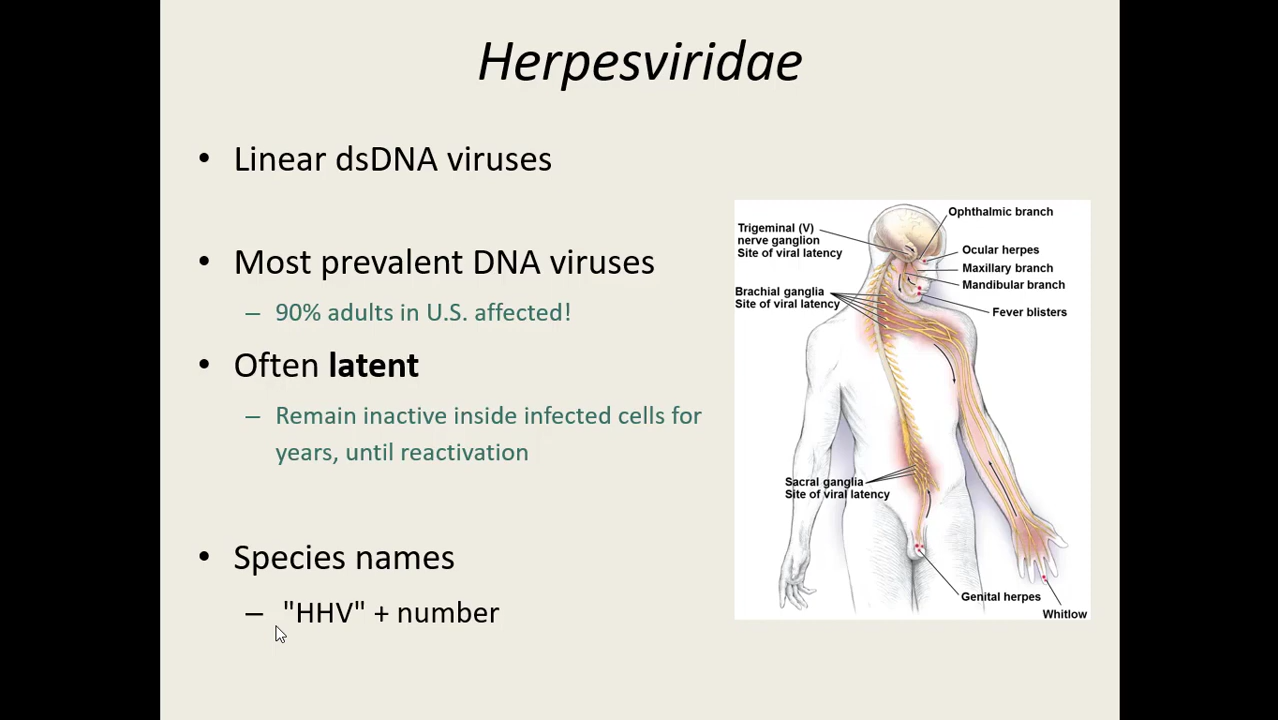 Herpesviridae
• Linear dsDNA viruses
• Most prevalent DNA viruses
– 90% adults in U.S. affected!
• Often latent
– Remain inactive inside infected cells for
years, until reactivation
• Species names
– "HHV" + number
Ophthalmic branch
Trigeminal (V)
nerve ganglion
Site of viral latency
Ocular herpes
Maxillary branch
Mandibular branch
Brachial ganglia
Site of viral latency
Fever blisters
Sacral ganglia
Site of viral latency
Genital herpes
Whitlow